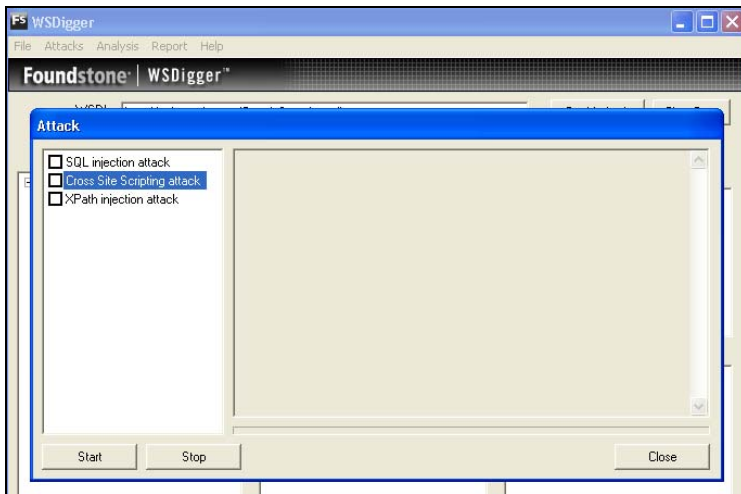 Fs WSDigger
File Attacks Analysis Report Help
Foundstone | WSDigger™
Attack
SQL injection attack
Cross Site Scripting attack
XPath injection attack
Start Stop Close